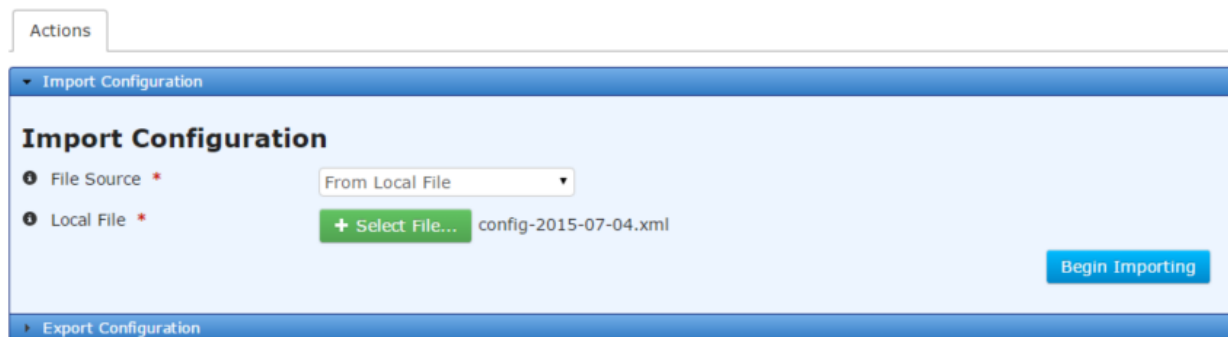 Actions
Import Configuration
Import Configuration
File Source *
From Local File
Local File *
+ Select File... config-2015-07-04.xml
Begin Importing
Export Configuration